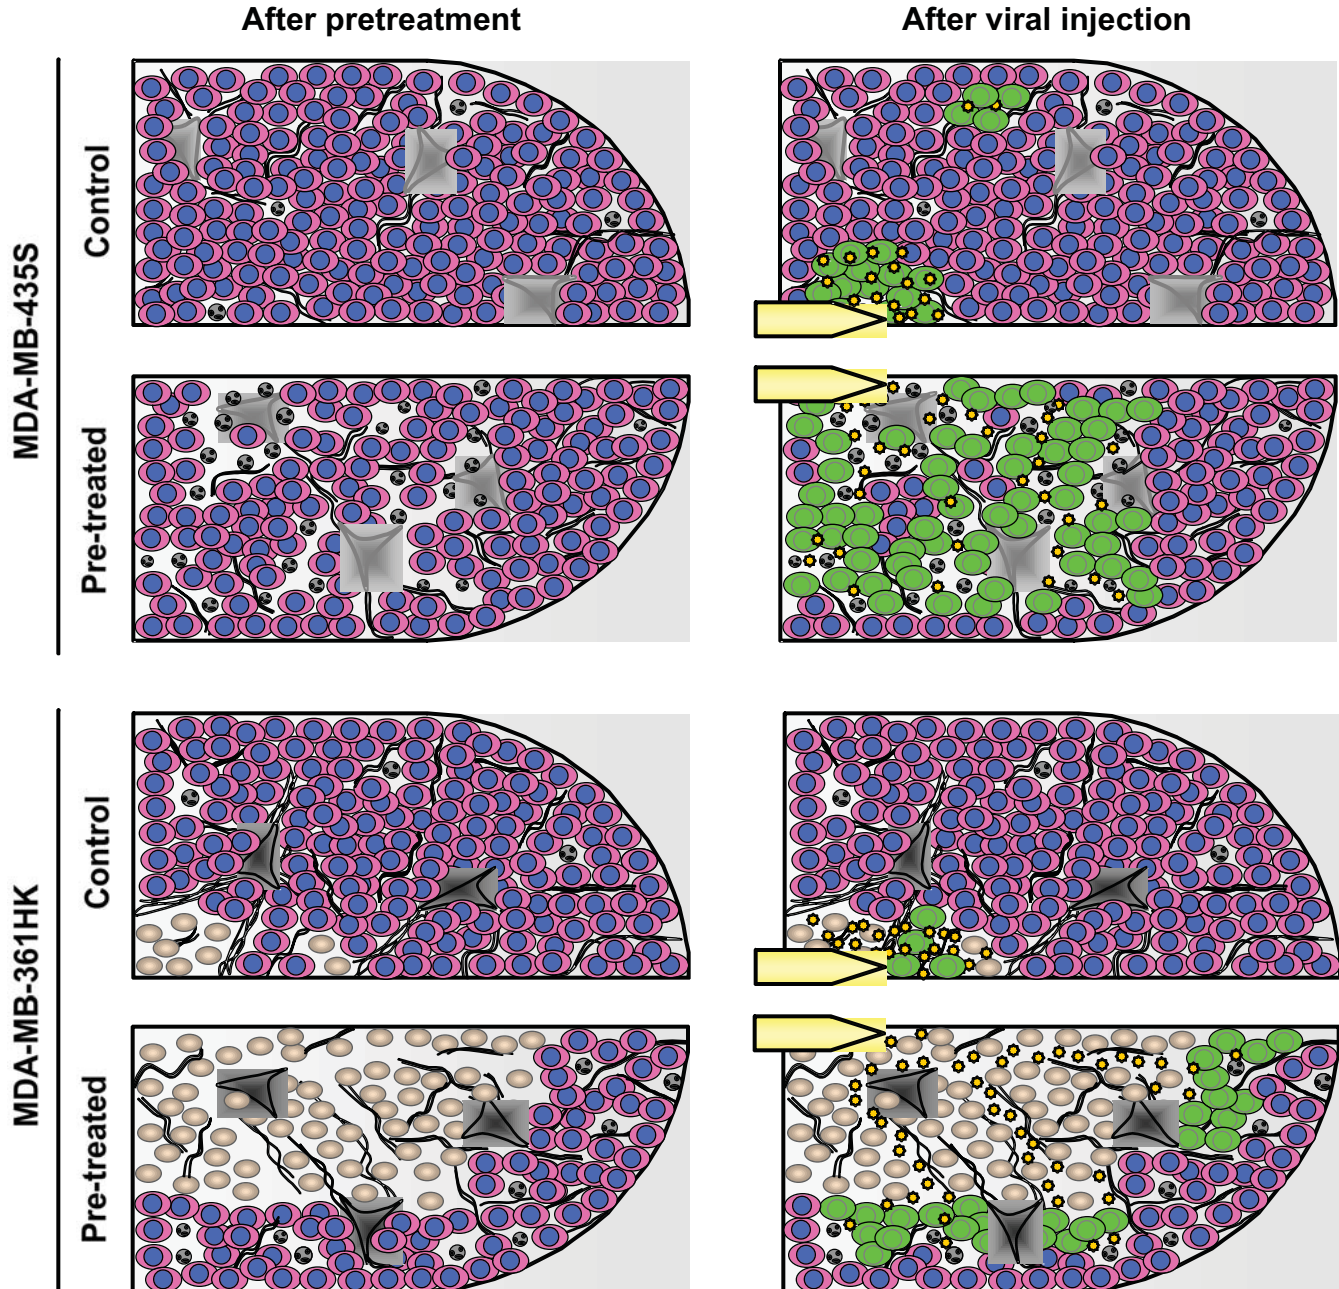 After pretreatment
After viral injection
MDA-MB-435S
Control
Pre-treated
MDA-MB-361HK
Control
Pre-treated